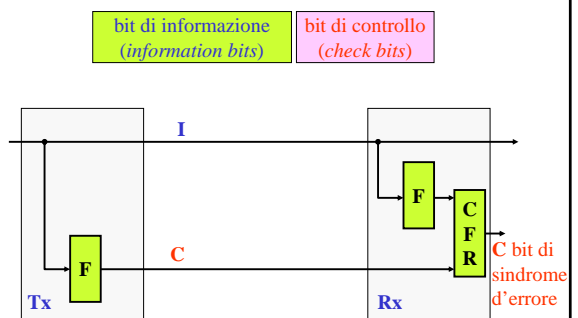 bit di informazione
(information bits)
bit di controllo
(check bits)
I
F
C
F
R
F
C
C bit di
sindrome
d'errore
Tx
Rx